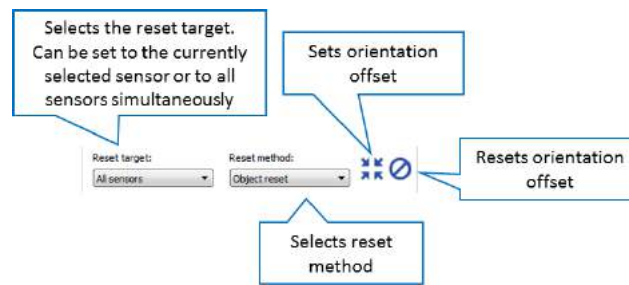 Selects the reset target.
Can be set to the currently
selected sensor or to all
sensors simultaneously
Sets orientation
offset
Reset target:
All sensors
Reset method:
Object reset
Resets orientation
offset
Selects reset
method